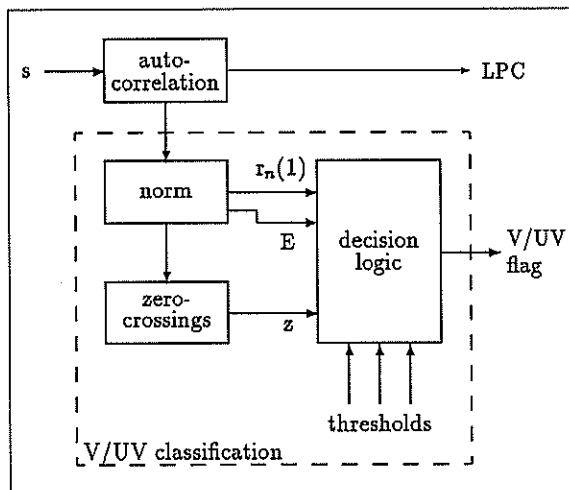 s
auto-
correlation
LPC
norm
r_n(1)
E
decision
logic
V/UV
flag
zero-
crossings
z
thresholds
V/UV classification